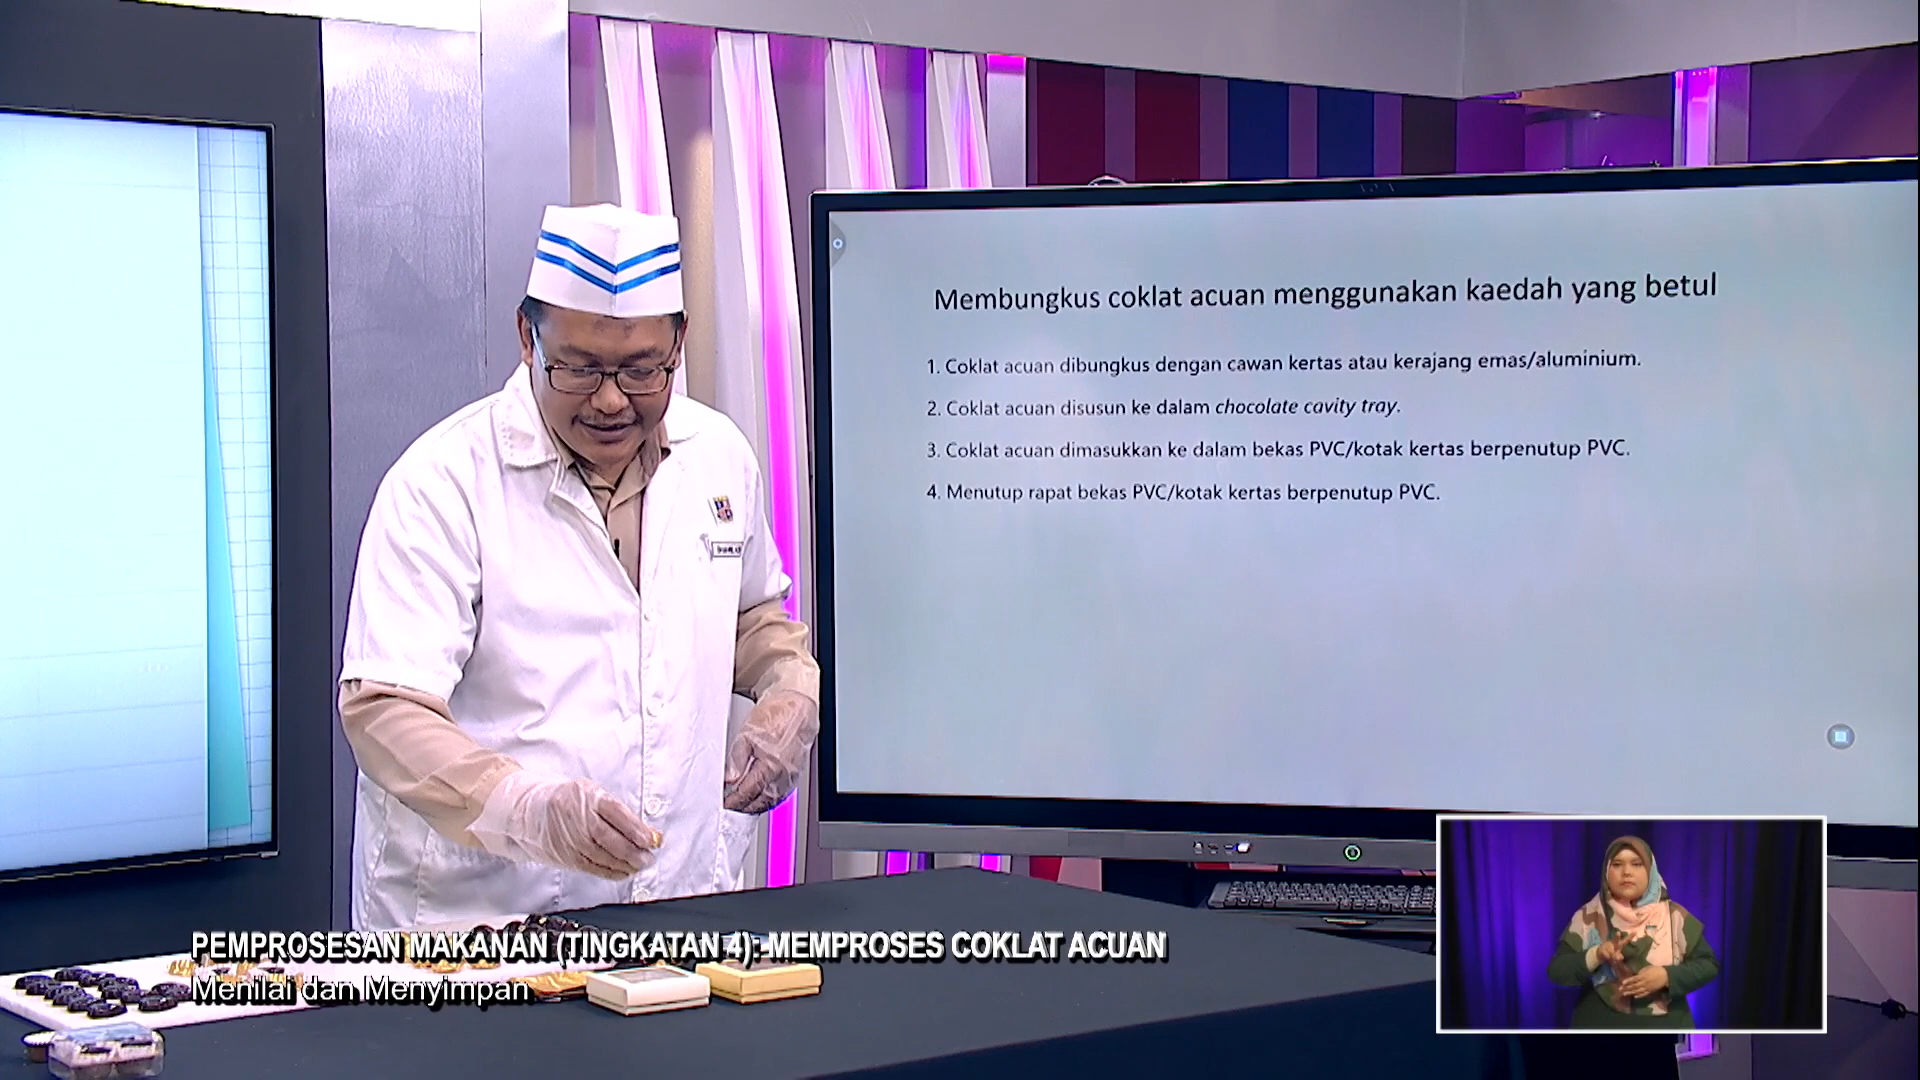 Membungkus coklat acuan menggunakan kaedah yang betul
1. Coklat acuan dibungkus dengan cawan kertas atau kerajang emas/aluminium.
2. Coklat acuan disusun ke dalam chocolate cavity tray.
3. Coklat acuan dimasukkan ke dalam bekas PVC/kotak kertas berpenutup PVC.
4. Menutup rapat bekas PVC/kotak kertas berpenutup PVC.
PEMPROSESAN MAKANAN (TINGKATAN 4): MEMPROSES COKLAT ACUAN
Menilai dan Menyimpan